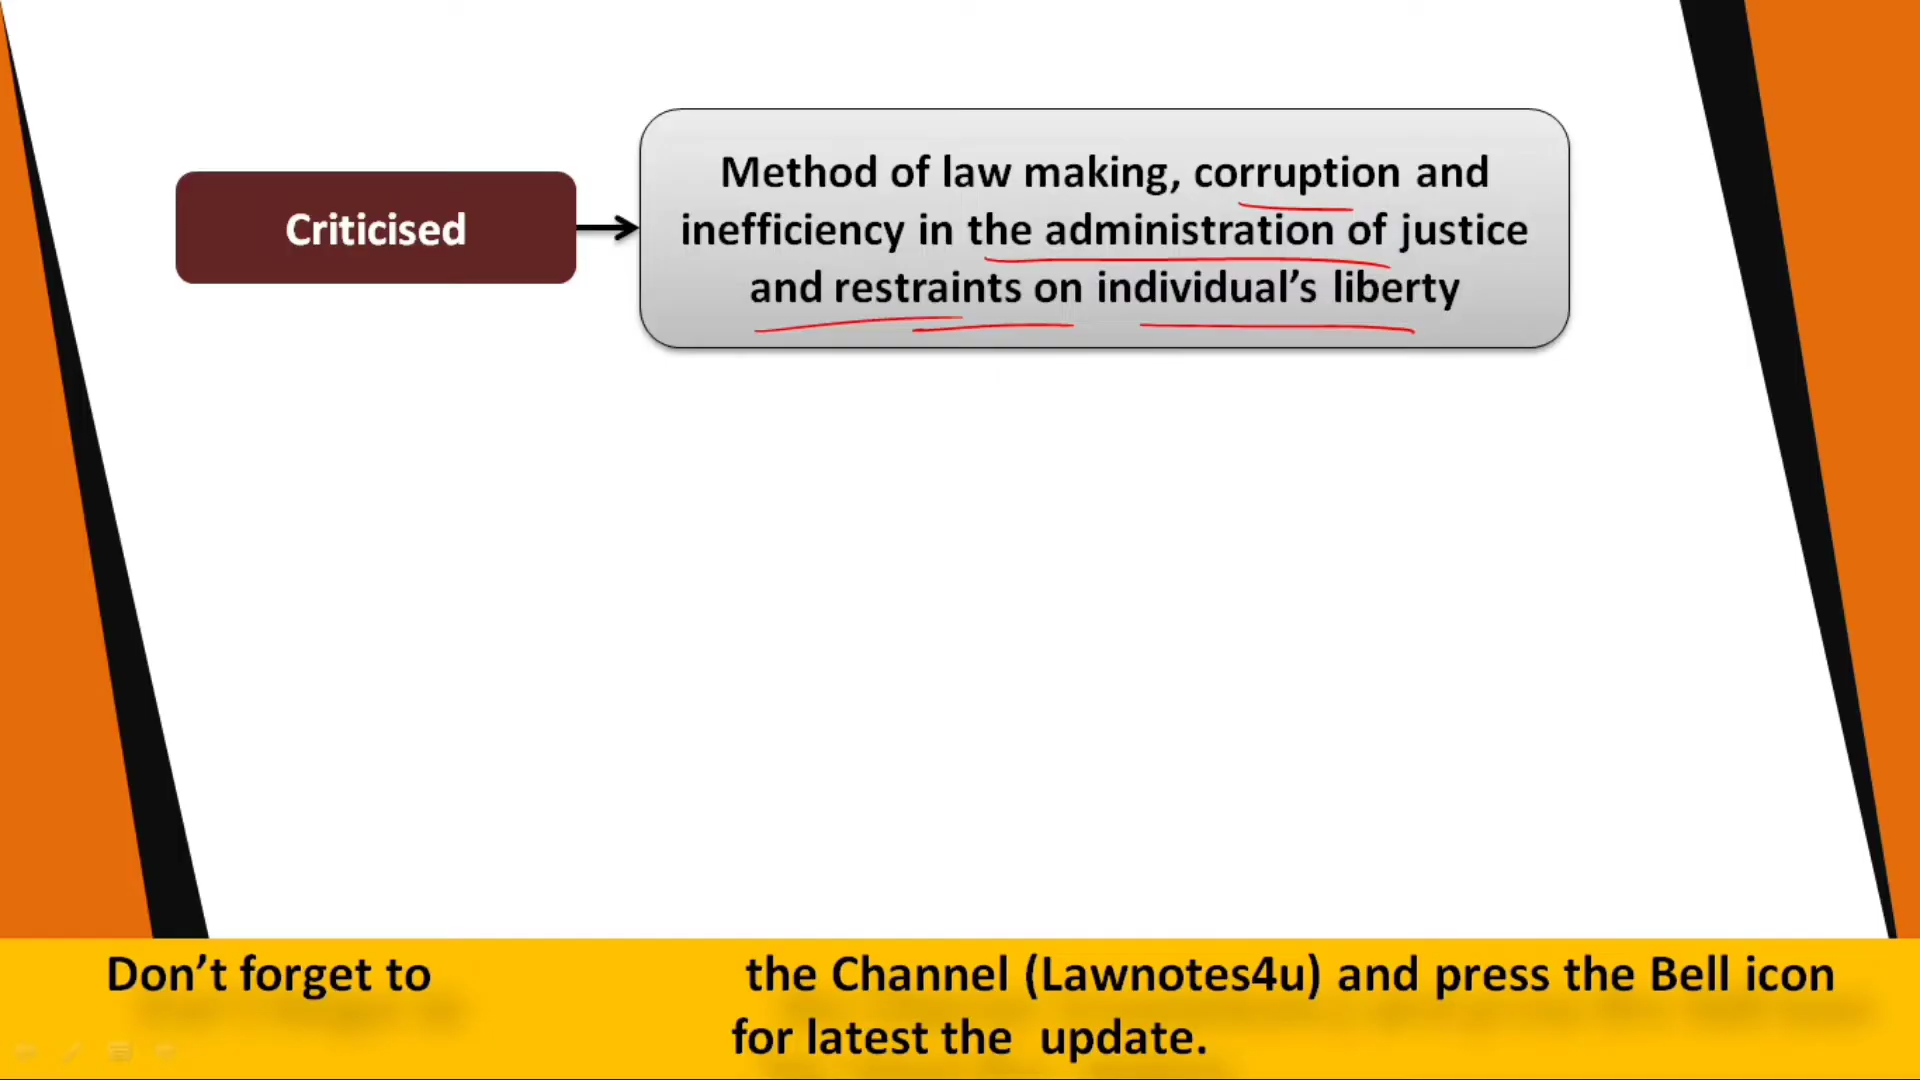 Criticised
Method of law making, corruption and
inefficiency in the administration of justice
and restraints on individual’s liberty
Don’t forget to the Channel (Lawnotes4u) and press the Bell icon
for latest the update.